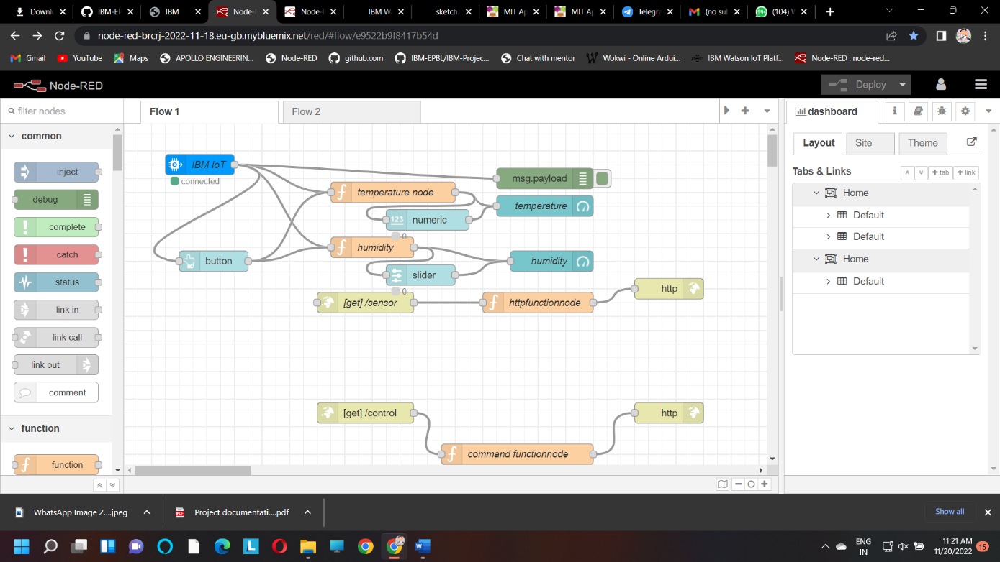 Downl
IBM-EF
IBM
Node-I
Node-
IBM W
sketch.
MIT Ap
MIT Ap
Telegra
(no sul
(104) W
node-red-brcrj-2022-11-18.eu-gb.mybluemix.net/red/#flow/e9522b9f8417b54d
Gmail
YouTube
Maps
APOLLO ENGINEERIN...
Node-RED
github.com
IBM-EPBL/IBM-Projec...
Chat with mentor
Wokwi - Online Ardui...
IBM Watson IoT Platf...
Node-RED : node-red...
Node-RED
Deploy
filter nodes
Flow 1
Flow 2
dashboard
common
inject
debug
complete
catch
status
link in
link call
link out
comment
function
function
IBM IoT
connected
button
temperature node
123
numeric
0
humidity
slider
0
msg.payload
temperature
humidity
[get] /sensor
httpfunctionnode
http
[get] /control
command functionnode
http
Layout
Site
Theme
Tabs & Links
+ tab
+ link
Home
Default
Default
Home
Default
WhatsApp Image 2....jpeg
PDF
Project documentati....pdf
Show all
ENG
IN
11:21 AM
11/20/2022
15